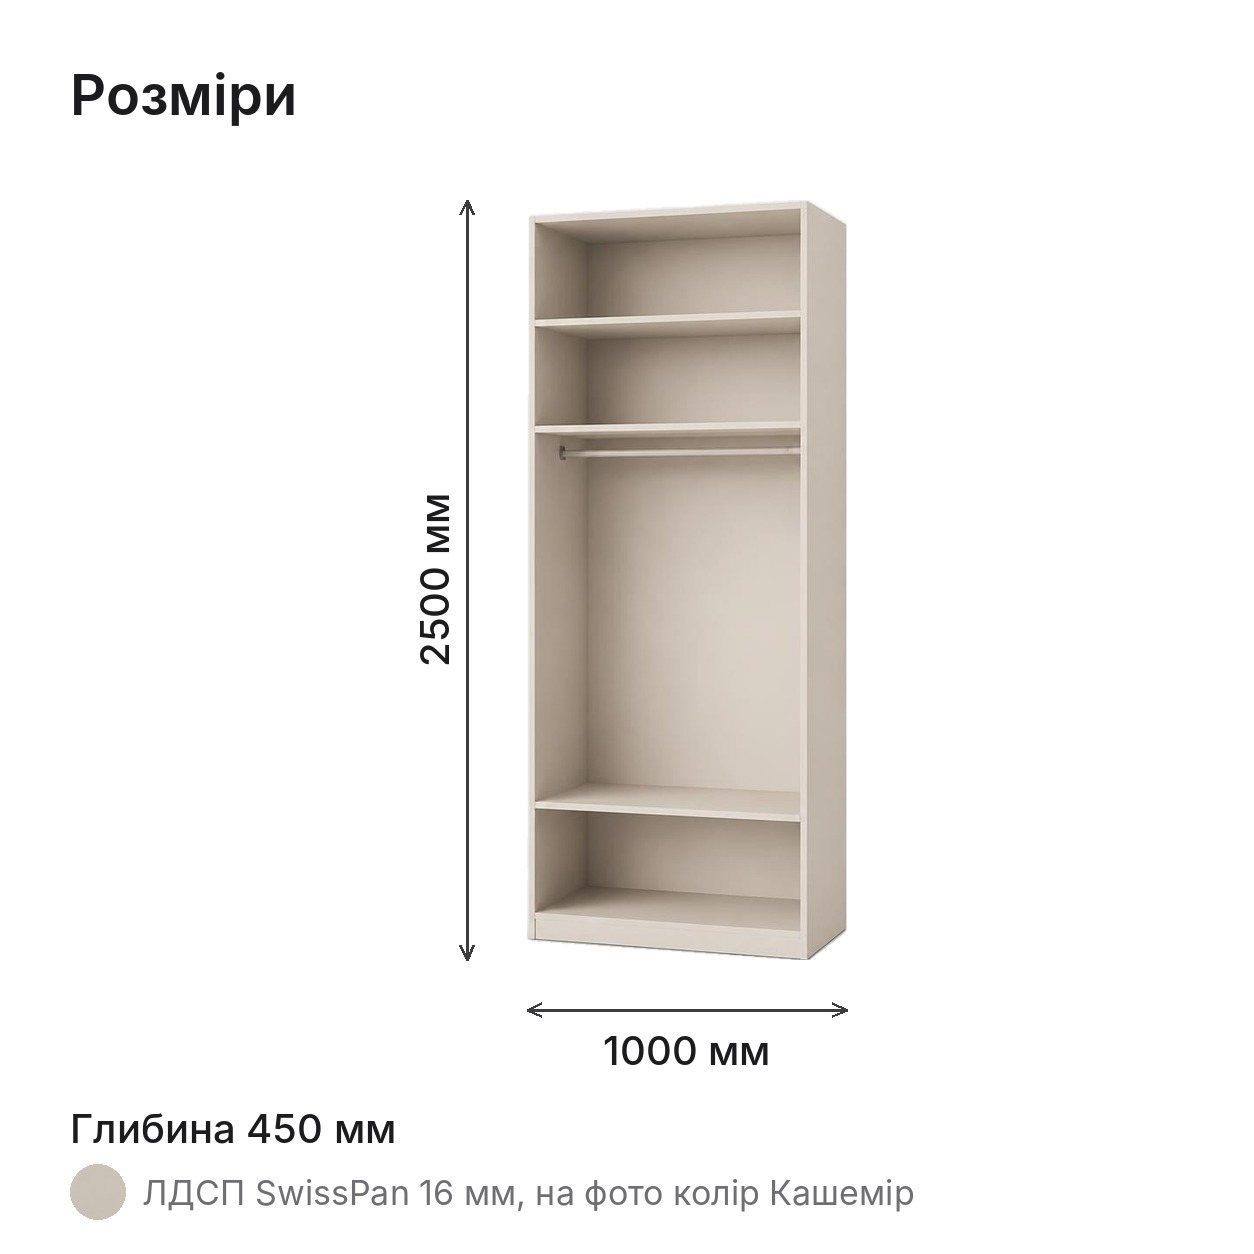 Розміри
2500 мм
1000 мм
Глибина 450 мм
ЛДСП SwissPan 16 мм, на фото колір Кашемір